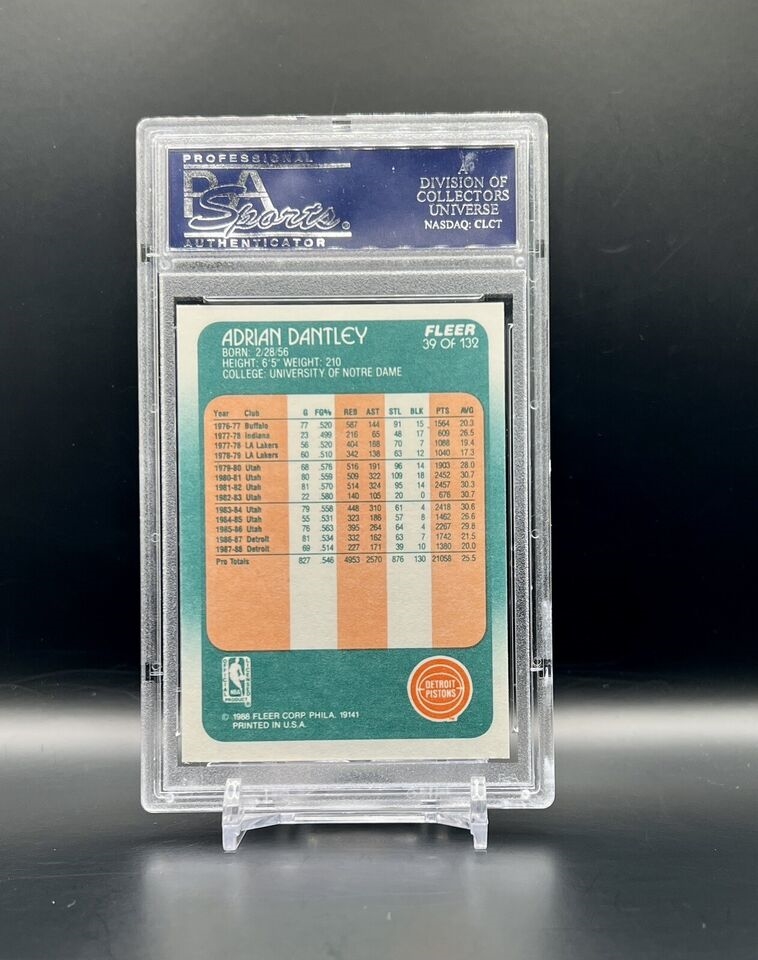 PROFESSIONAL
PSA
Sports®
AUTHENTICATOR
DIVISION OF
COLLECTORS
UNIVERSE
NASDAQ: CLCT
ADRIAN DANTLEY
FLEER
39 OF 132
BORN: 2/28/56
HEIGHT: 6'5" WEIGHT: 210
COLLEGE: UNIVERSITY OF NOTRE DAME
Year Club G FG% REB AST STL BLK PTS AVG
1976-77 Buffalo 77 .520 587 144 91 15 1564 20.3
1977-78 Indiana 23 .499 216 65 48 17 609 26.5
1977-78 LA Lakers 56 .520 404 188 70 7 1088 19.4
1978-79 LA Lakers 60 .510 342 138 63 12 1040 17.3
1979-80 Utah 68 .576 516 191 96 14 1903 28.0
1980-81 Utah 80 .559 509 322 109 18 2452 30.7
1981-82 Utah 81 .570 514 324 95 14 2457 30.3
1982-83 Utah 22 .580 140 105 20 0 676 30.7
1983-84 Utah 79 .558 448 310 61 4 2418 30.6
1984-85 Utah 55 .531 323 186 57 8 1462 26.6
1985-86 Utah 76 .563 395 264 64 4 2267 29.8
1986-87 Detroit 81 .534 332 162 63 7 1742 21.5
1987-88 Detroit 69 .514 227 171 39 10 1380 20.0
Pro Totals 827 .546 4953 2570 876 130 21058 25.5
NBA
PRODUCT
DETROIT
PISTONS
© 1988 FLEER CORP. PHILA. 19141
PRINTED IN U.S.A.